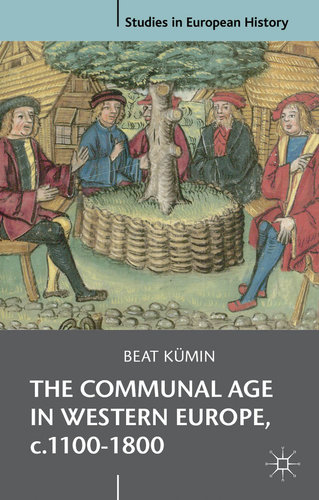 Studies in European History
BEAT KÜMIN
THE COMMUNAL AGE
IN WESTERN EUROPE,
c.1100-1800